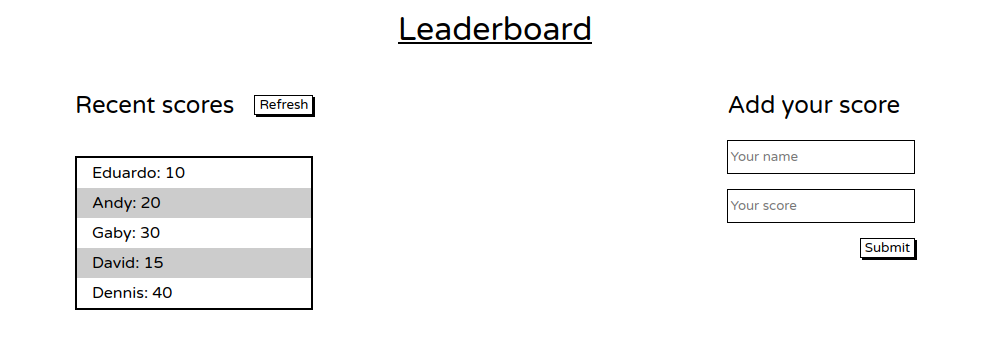 Leaderboard
Recent scores
Refresh
Eduardo: 10
Andy: 20
Gaby: 30
David: 15
Dennis: 40
Add your score
Your name
Your score
Submit